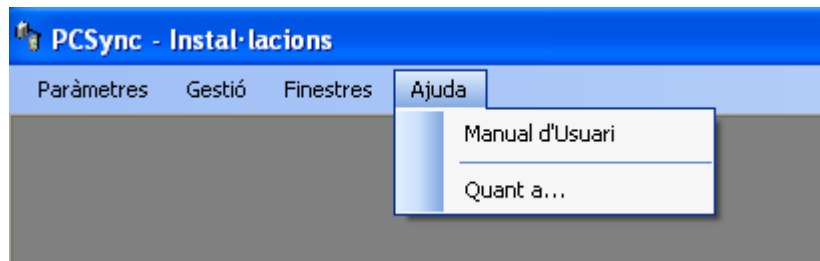 PCSync - Instal·lacions
Paràmetres Gestió Finestres Ajuda
Manual d'Usuari
Quant a...